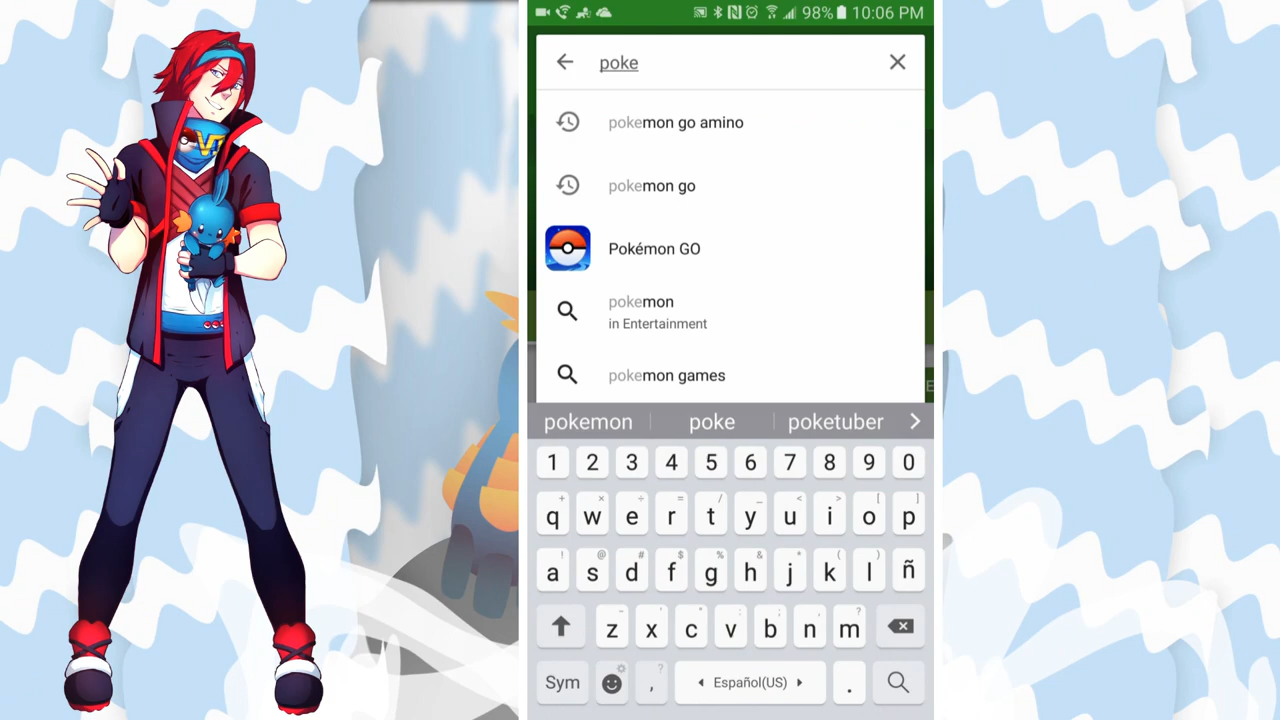 98% 10:06 PM
poke
pokemon go amino
pokemon go
Pokémon GO
pokemon
in Entertainment
pokemon games
pokemon poke poketuber
1 2 3 4 5 6 7 8 9 0
+ × ÷ = / _ < > [ ]
q w e r t y u i o p
! @ # $ % & * ( )
a s d f g h j k l ñ
- ' " : ; , ?
z x c v b n m
Sym , ? Español(US) .